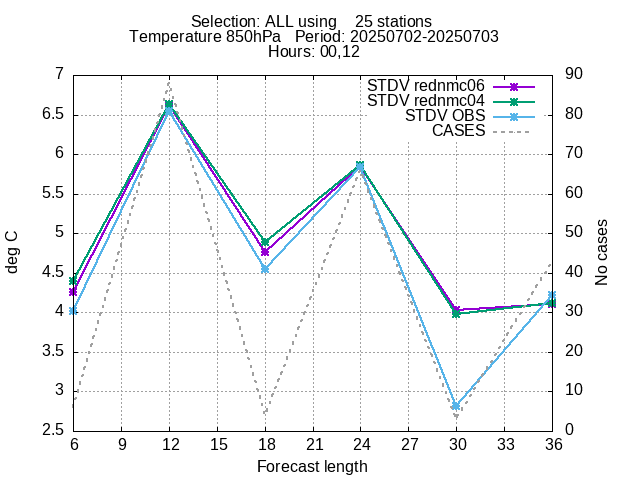 Selection: ALL using    25 stations
Temperature 850hPa   Period: 20250702-20250703
Hours: 00,12
STDV rednmc06
STDV rednmc04
STDV OBS
CASES
deg C
7
6.5
6
5.5
5
4.5
4
3.5
3
2.5
90
80
70
60
50
40
30
20
10
0
No cases
6 9 12 15 18 21 24 27 30 33 36
Forecast length